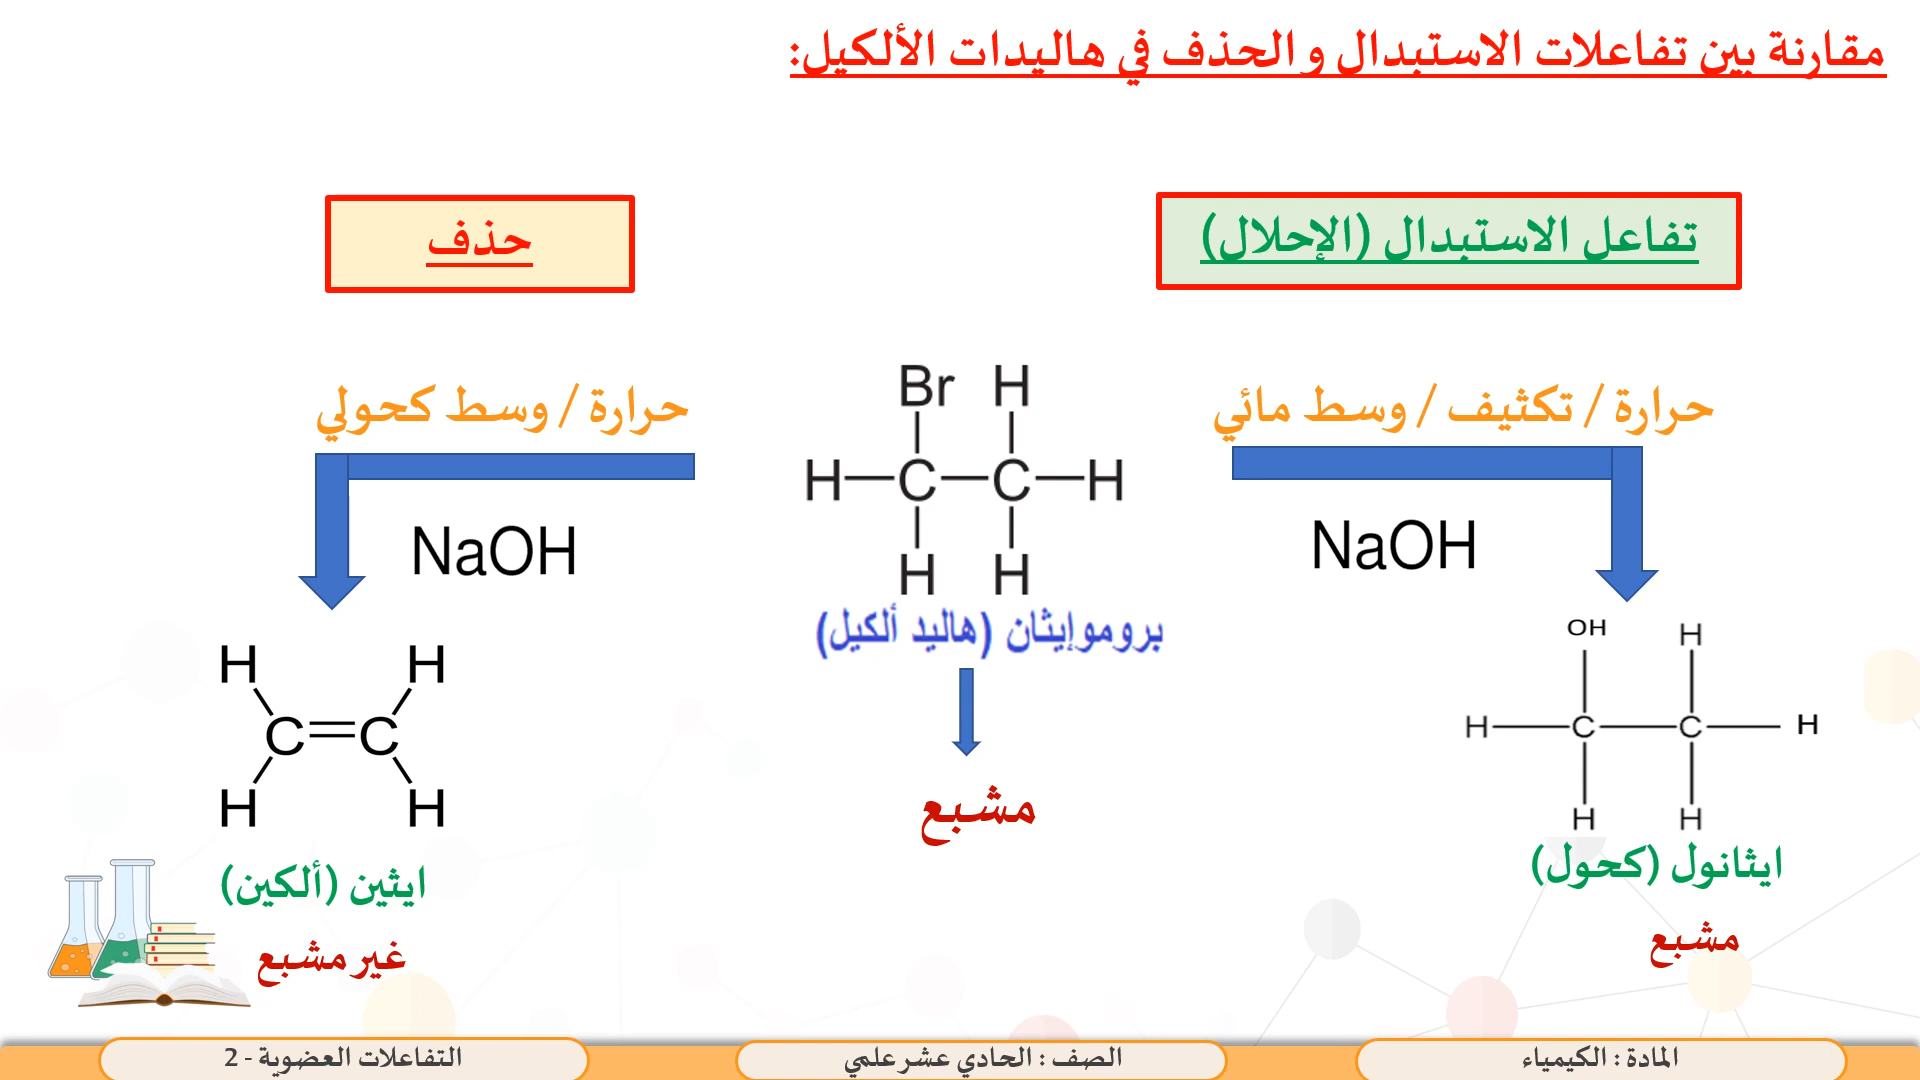 مقارنة بين تفاعلات الاستبدال و الحذف في هاليدات الألكيل:
تفاعل الاستبدال (الإحلال)
حذف
حرارة / تكثيف / وسط مائي
NaOH
حرارة / وسط كحولي
NaOH
Br H
H C C H
H H
بروموإيثان (هاليد ألكيل)
مشبع
OH H
H C C H
H H
ايثانول (كحول)
مشبع
H H
C C
H H
ايثين (ألكين)
غير مشبع
المادة : الكيمياء
الصف : الحادي عشر علمي
التفاعلات العضوية - 2